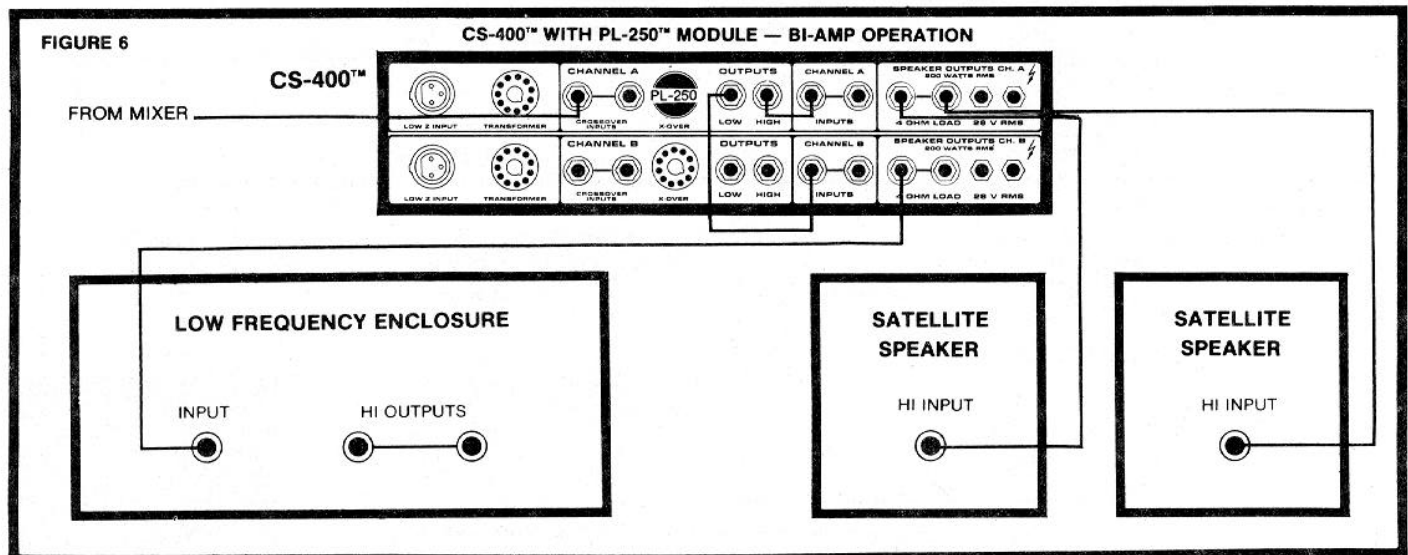 FIGURE 6
CS-400™ WITH PL-250™ MODULE — BI-AMP OPERATION
CS-400™
FROM MIXER
LOW Z INPUT
TRANSFORMER
CHANNEL A
CROSSOVER
INPUTS
PL-250
X-OVER
OUTPUTS
LOW HIGH
CHANNEL A
INPUTS
SPEAKER OUTPUTS CH. A
200 WATTS RMS
4 OHM LOAD 28 V RMS
LOW Z INPUT
TRANSFORMER
CHANNEL B
CROSSOVER
INPUTS
X-OVER
OUTPUTS
LOW HIGH
CHANNEL B
INPUTS
SPEAKER OUTPUTS CH. B
200 WATTS RMS
4 OHM LOAD 28 V RMS
LOW FREQUENCY ENCLOSURE
INPUT
HI OUTPUTS
SATELLITE
SPEAKER
HI INPUT
SATELLITE
SPEAKER
HI INPUT